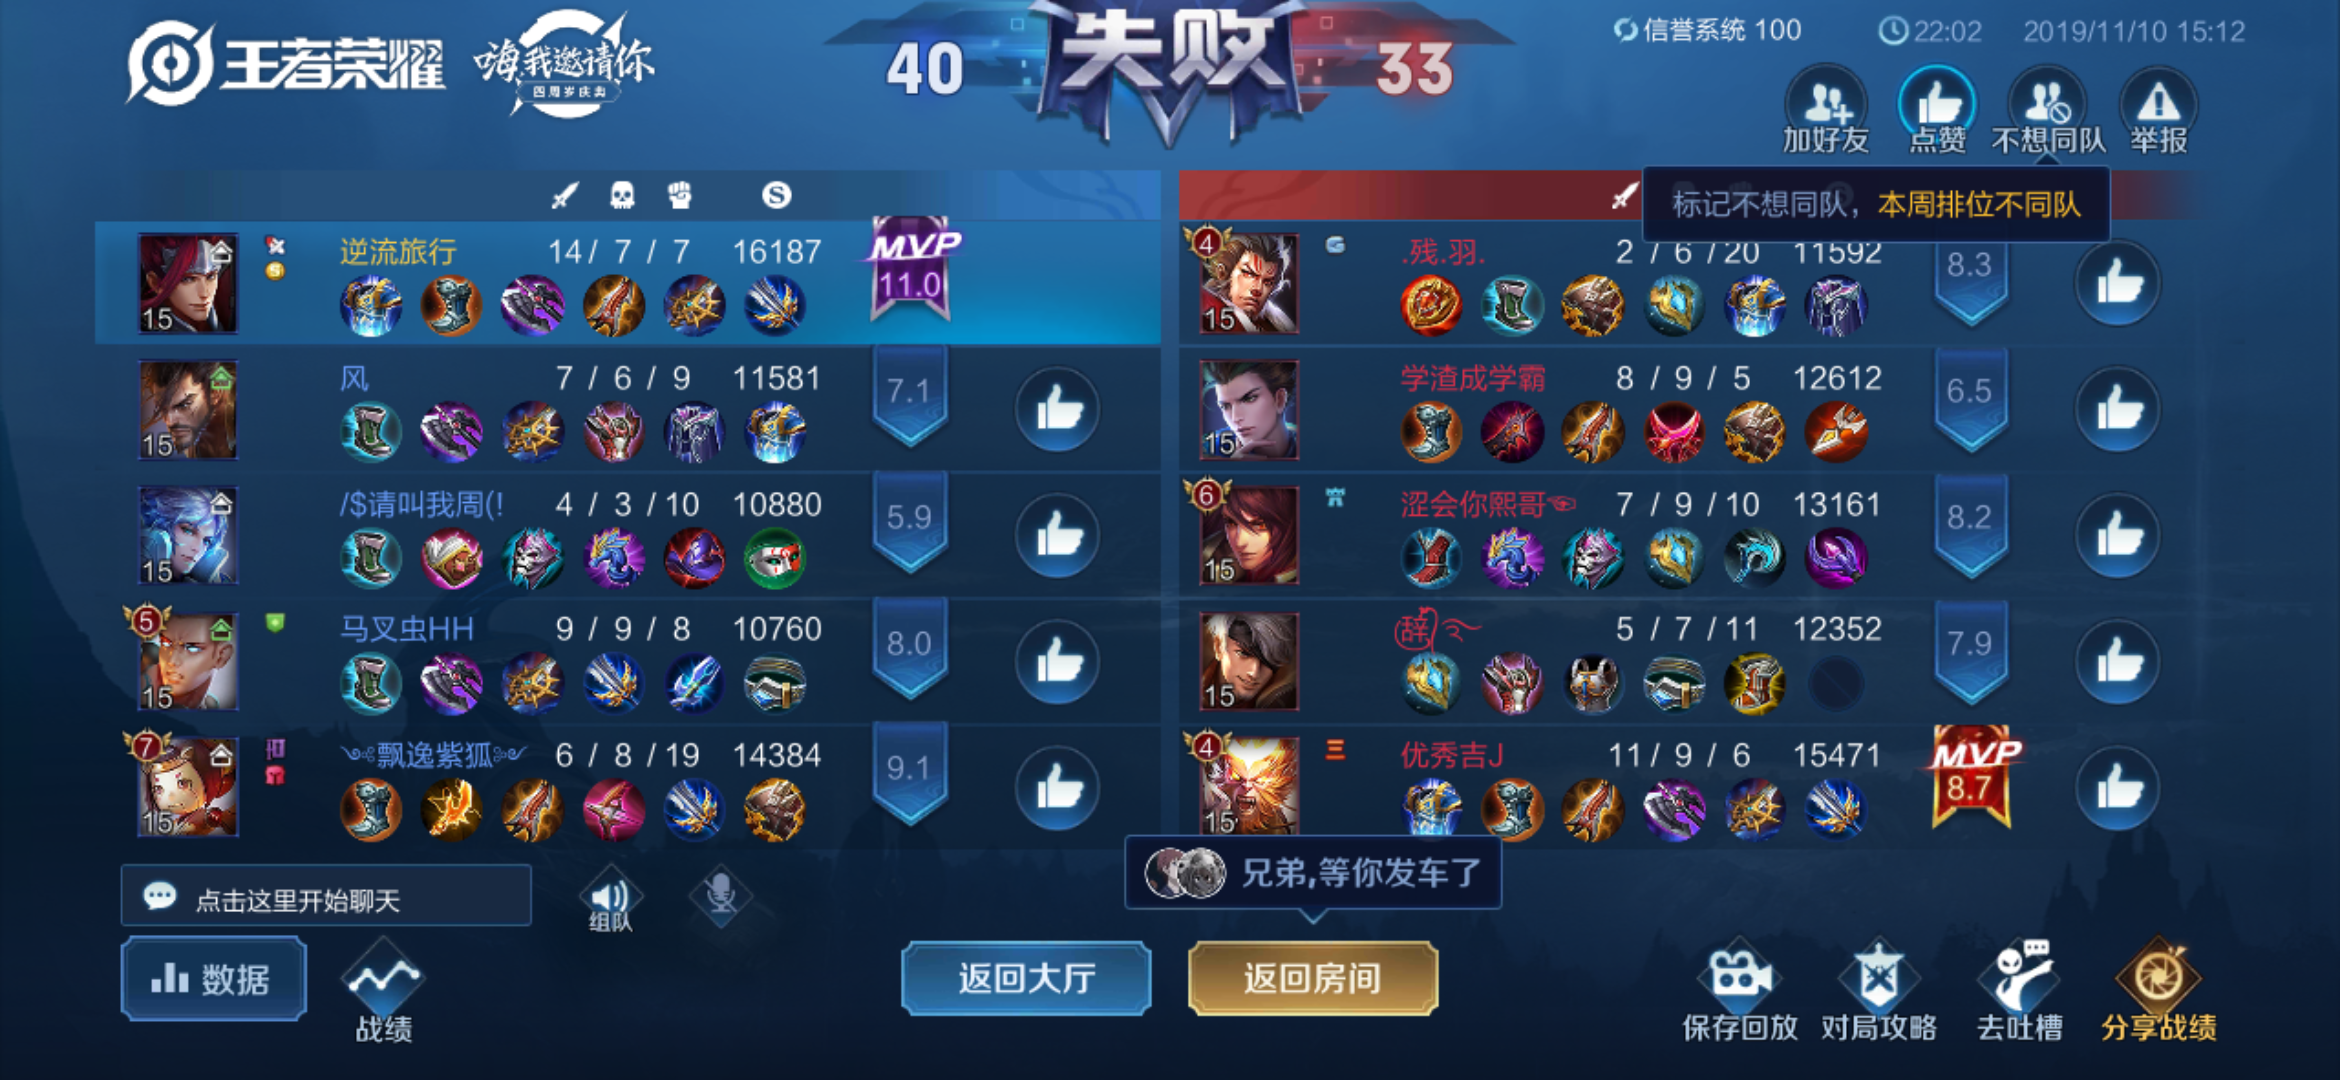 王者荣耀
嗨我邀请你
四周岁庆典
40 失败 33
信誉系统 100 22:02 2019/11/10 15:12
加好友 点赞 不想同队 举报
标记不想同队，本周排位不同队
S
15 逆流旅行 14 / 7 / 7 16187 MVP 11.0
15 风 7 / 6 / 9 11581 7.1
15 /$请叫我周(! 4 / 3 / 10 10880 5.9
5 15 马叉虫HH 9 / 9 / 8 10760 8.0
7 15 飘逸紫狐 6 / 8 / 19 14384 9.1
4 15 .残.羽. 2 / 6 / 20 11592 8.3
15 学渣成学霸 8 / 9 / 5 12612 6.5
6 15 涩会你熙哥☜ 7 / 9 / 10 13161 8.2
15 辞 5 / 7 / 11 12352 7.9
4 15 优秀吉J 11 / 9 / 6 15471 MVP 8.7
兄弟,等你发车了
点击这里开始聊天
组队
数据
战绩
返回大厅 返回房间
保存回放 对局攻略 去吐槽 分享战绩